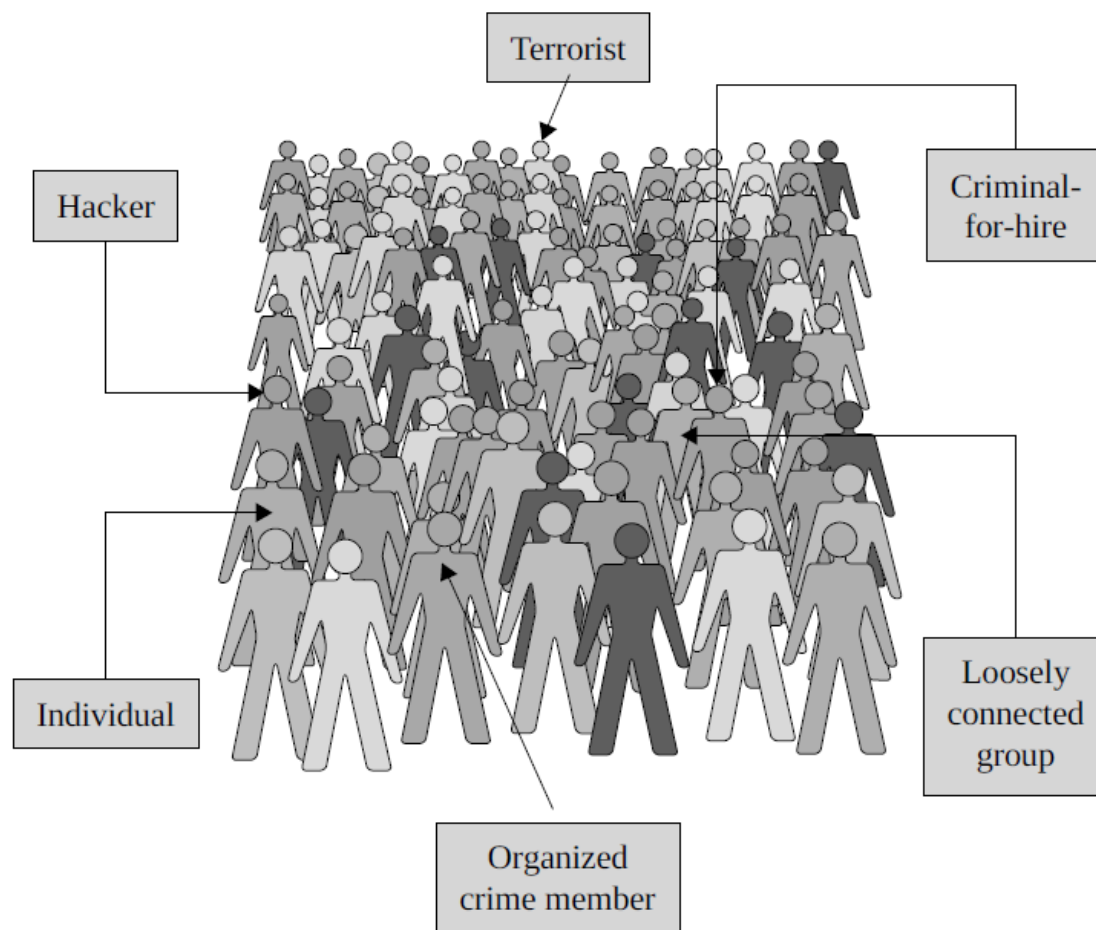 Terrorist
Hacker
Criminal-
for-hire
Individual
Loosely
connected
group
Organized
crime member